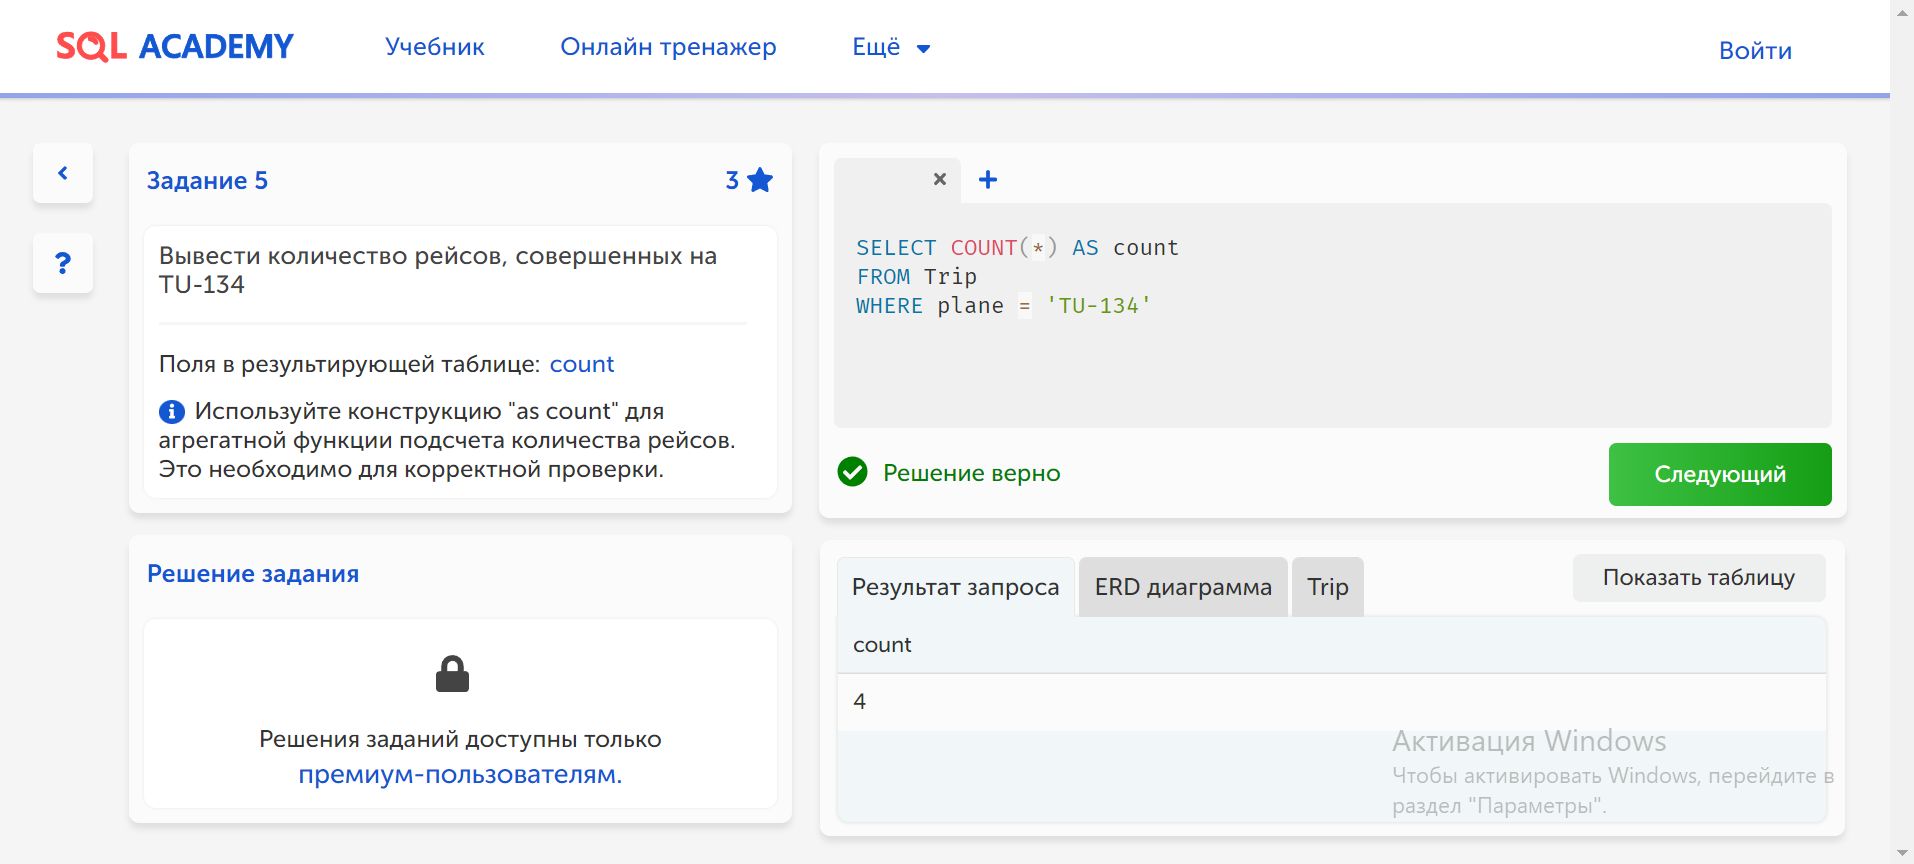 SQL ACADEMY
Учебник
Онлайн тренажер
Ещё
Войти
Задание 5
3
Вывести количество рейсов, совершенных на
TU-134
Поля в результирующей таблице: count
Используйте конструкцию "as count" для
агрегатной функции подсчета количества рейсов.
Это необходимо для корректной проверки.
Решение задания
Решения заданий доступны только
премиум-пользователям.
SELECT COUNT(*) AS count
FROM Trip
WHERE plane = 'TU-134'
Решение верно
Следующий
Результат запроса
ERD диаграмма
Trip
Показать таблицу
count
4
Активация Windows
Чтобы активировать Windows, перейдите в
раздел "Параметры".